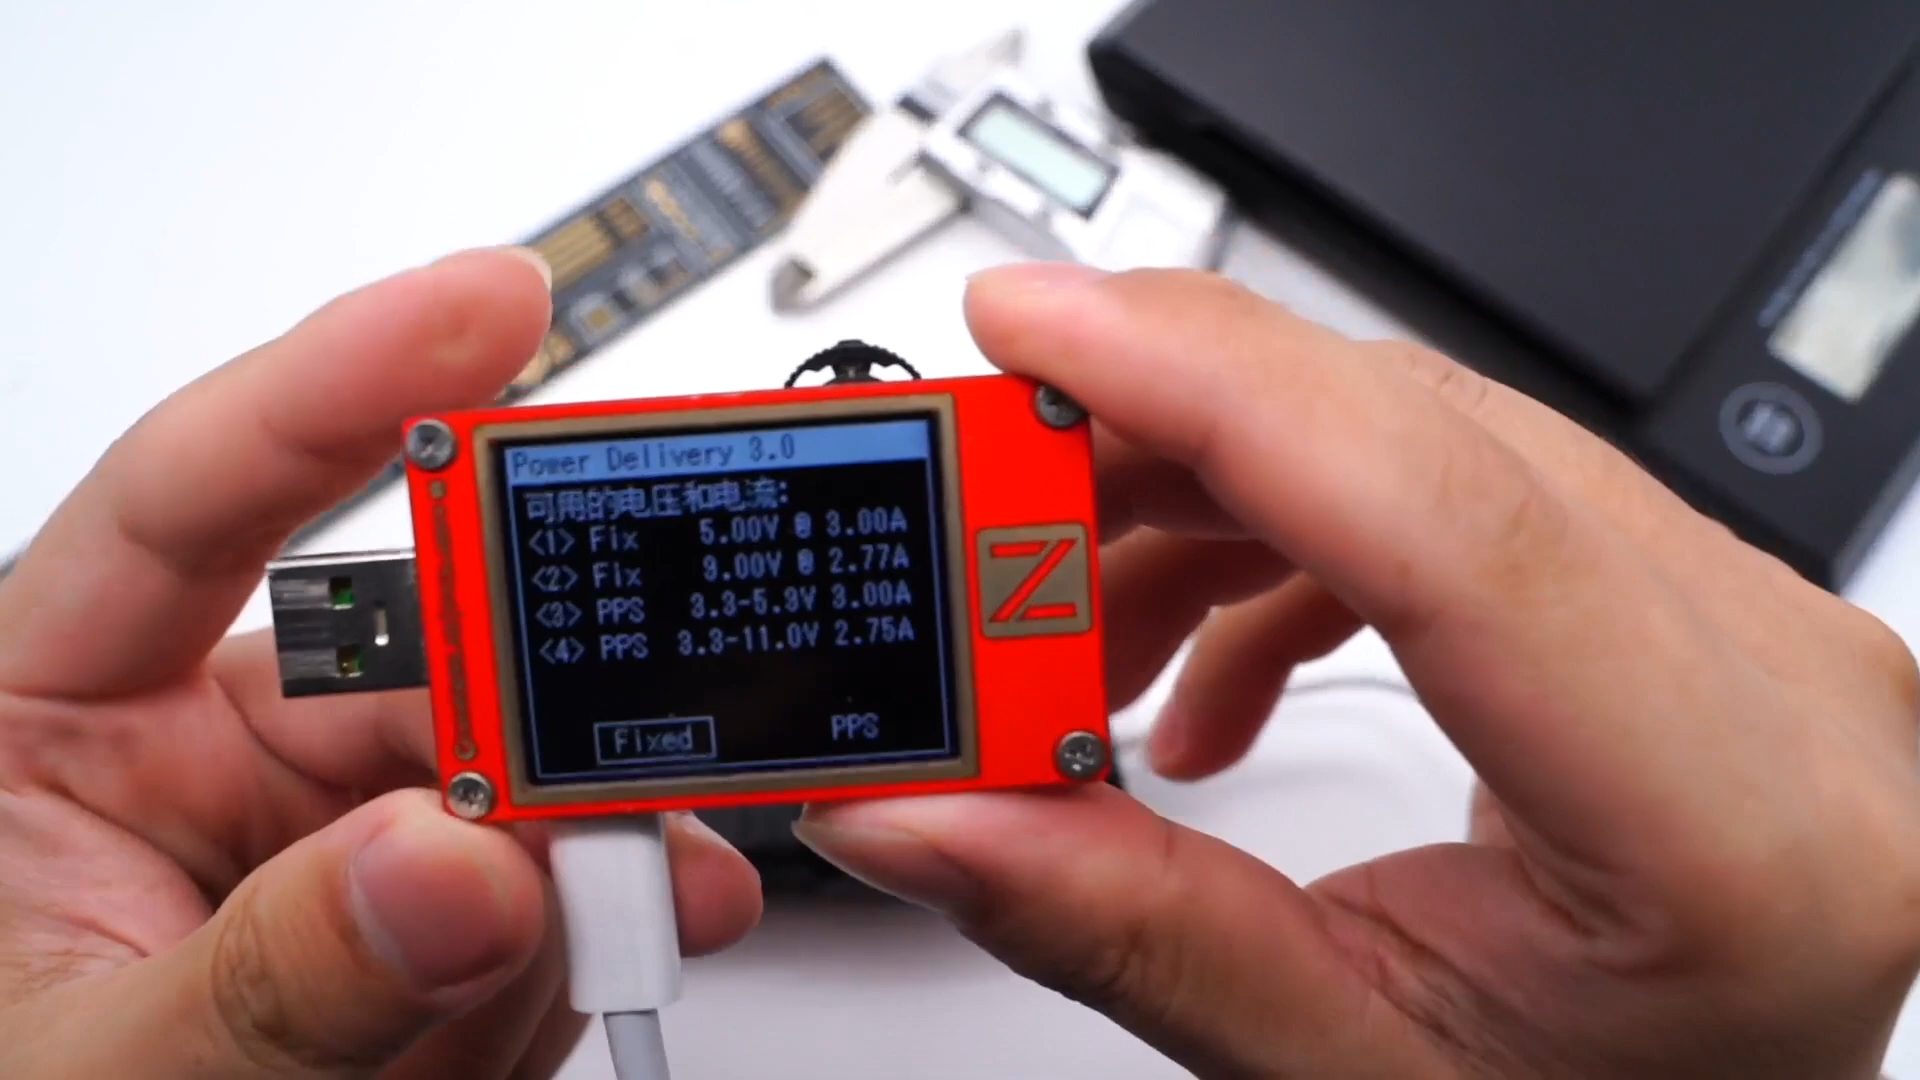 Power Delivery 3.0
可用的电压和电流:
<1> Fix 5.00V @ 3.00A
<2> Fix 9.00V @ 2.77A
<3> PPS 3.3-5.9V 3.00A
<4> PPS 3.3-11.0V 2.75A
Fixed PPS
Z